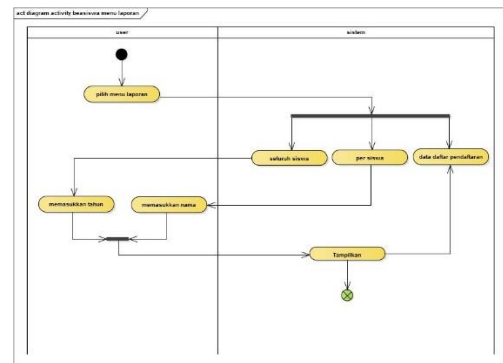 act diagram activity beasiswa menu laporan
user
sistem
pilih menu laporan
seluruh siswa
per siswa
data daftar pendaftaran
memasukkan tahun
memasukkan nama
Tampilkan